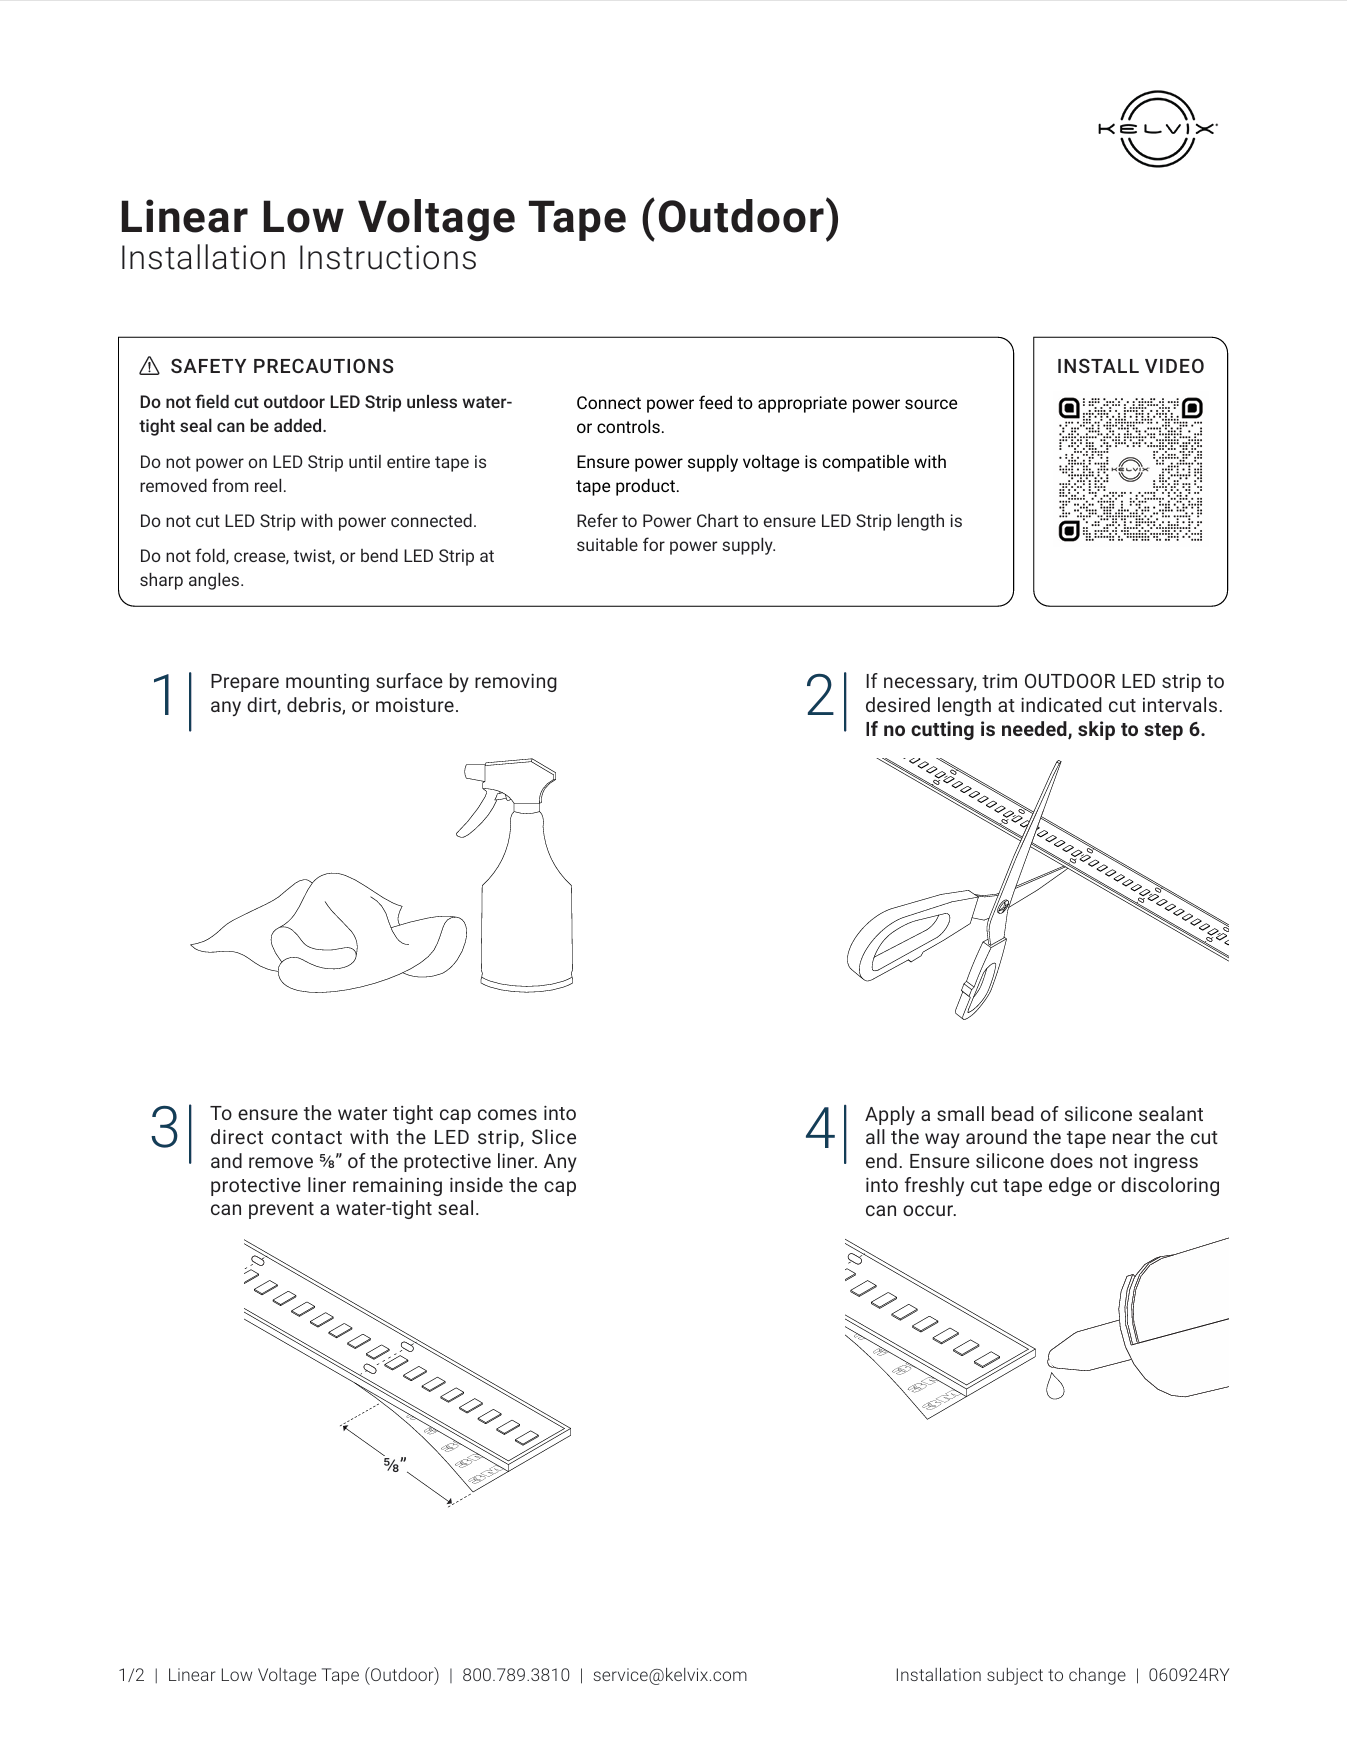 KELVIX
Linear Low Voltage Tape (Outdoor)
Installation Instructions
SAFETY PRECAUTIONS
Do not field cut outdoor LED Strip unless water-
tight seal can be added.
Do not power on LED Strip until entire tape is
removed from reel.
Do not cut LED Strip with power connected.
Do not fold, crease, twist, or bend LED Strip at
sharp angles.
Connect power feed to appropriate power source
or controls.
Ensure power supply voltage is compatible with
tape product.
Refer to Power Chart to ensure LED Strip length is
suitable for power supply.
INSTALL VIDEO
KELVIX
1
Prepare mounting surface by removing
any dirt, debris, or moisture.
2
If necessary, trim OUTDOOR LED strip to
desired length at indicated cut intervals.
If no cutting is needed, skip to step 6.
3
To ensure the water tight cap comes into
direct contact with the LED strip, Slice
and remove ⅝” of the protective liner. Any
protective liner remaining inside the cap
can prevent a water-tight seal.
⅝”
4
Apply a small bead of silicone sealant
all the way around the tape near the cut
end. Ensure silicone does not ingress
into freshly cut tape edge or discoloring
can occur.
1/2 | Linear Low Voltage Tape (Outdoor) | 800.789.3810 | service@kelvix.com
Installation subject to change | 060924RY